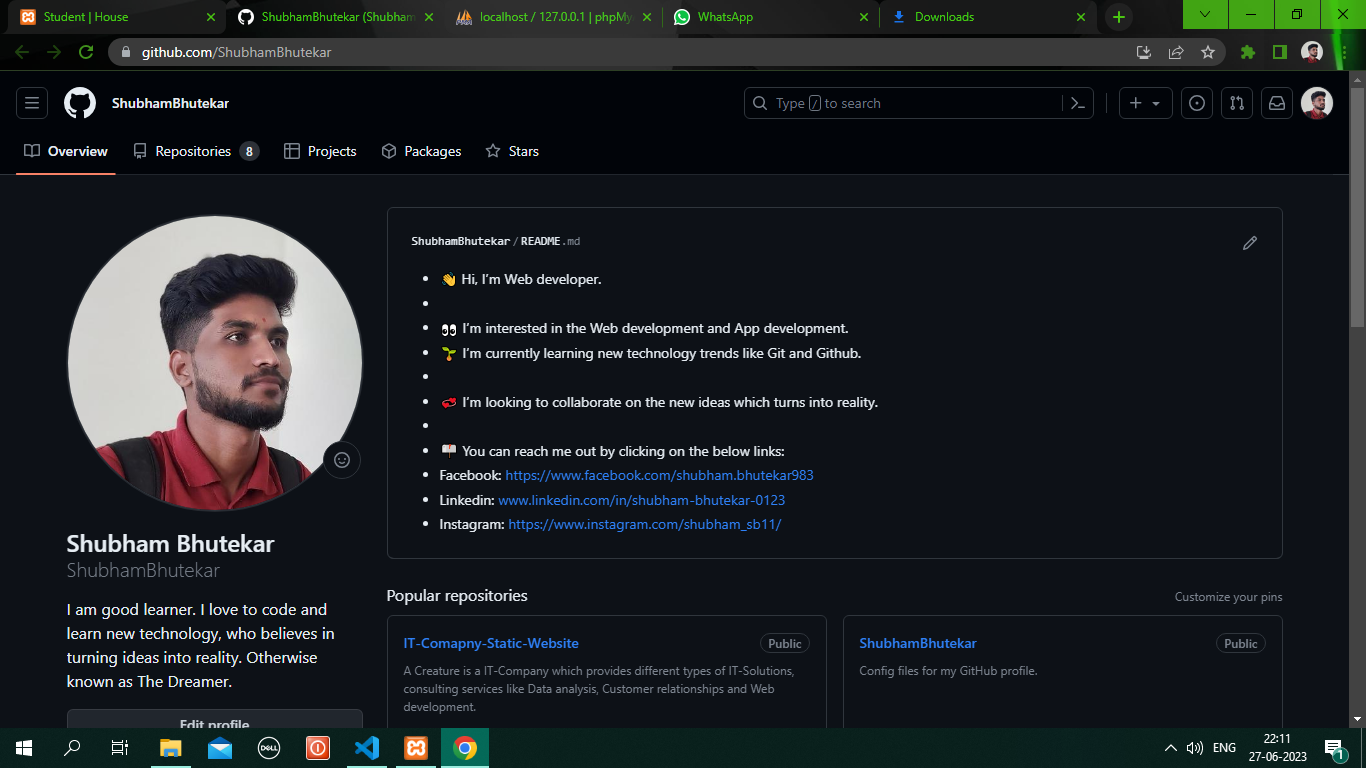 Student | House
ShubhamBhutekar (Shubham
localhost / 127.0.0.1 | phpMy
WhatsApp
Downloads
github.com/ShubhamBhutekar
ShubhamBhutekar
Type / to search
Overview
Repositories 8
Projects
Packages
Stars
ShubhamBhutekar/README.md
👋 Hi, I’m Web developer.
👀 I’m interested in the Web development and App development.
🌱 I’m currently learning new technology trends like Git and Github.
💞 I’m looking to collaborate on the new ideas which turns into reality.
📫 You can reach me out by clicking on the below links:
Facebook: https://www.facebook.com/shubham.bhutekar983
Linkedin: www.linkedin.com/in/shubham-bhutekar-0123
Instagram: https://www.instagram.com/shubham_sb11/
Shubham Bhutekar
ShubhamBhutekar
I am good learner. I love to code and
learn new technology, who believes in
turning ideas into reality. Otherwise
known as The Dreamer.
Edit profile
Popular repositories
Customize your pins
IT-Comapny-Static-Website
Public
A Creature is a IT-Company which provides different types of IT-Solutions,
consulting services like Data analysis, Customer relationships and Web
development.
ShubhamBhutekar
Public
Config files for my GitHub profile.
DELL
ENG
22:11
27-06-2023
1